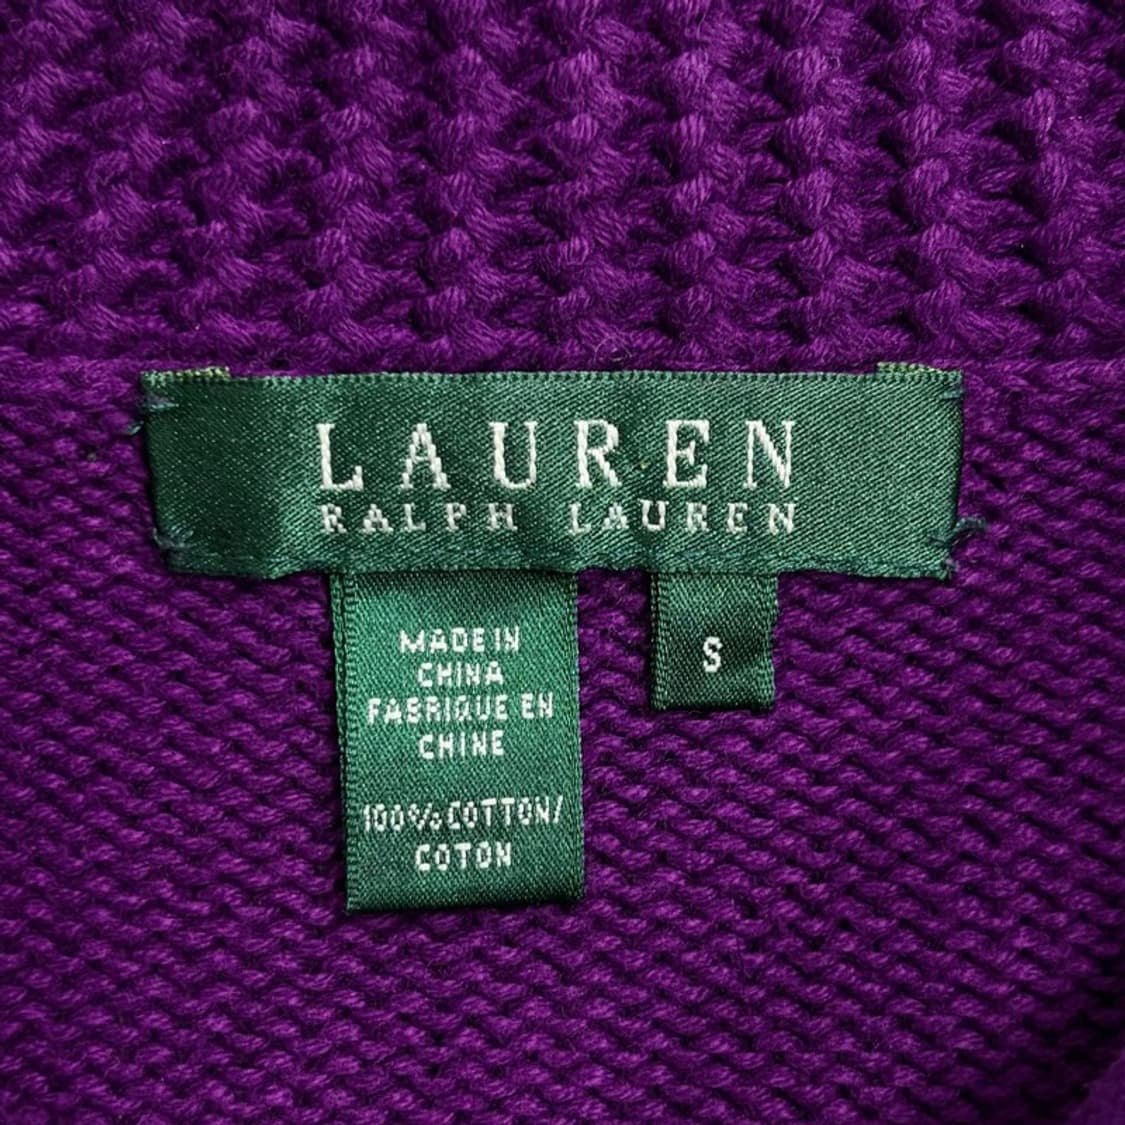 LAUREN
RALPH LAUREN
MADE IN
CHINA
FABRIQUE EN
CHINE
100% COTTON/
COTON
S